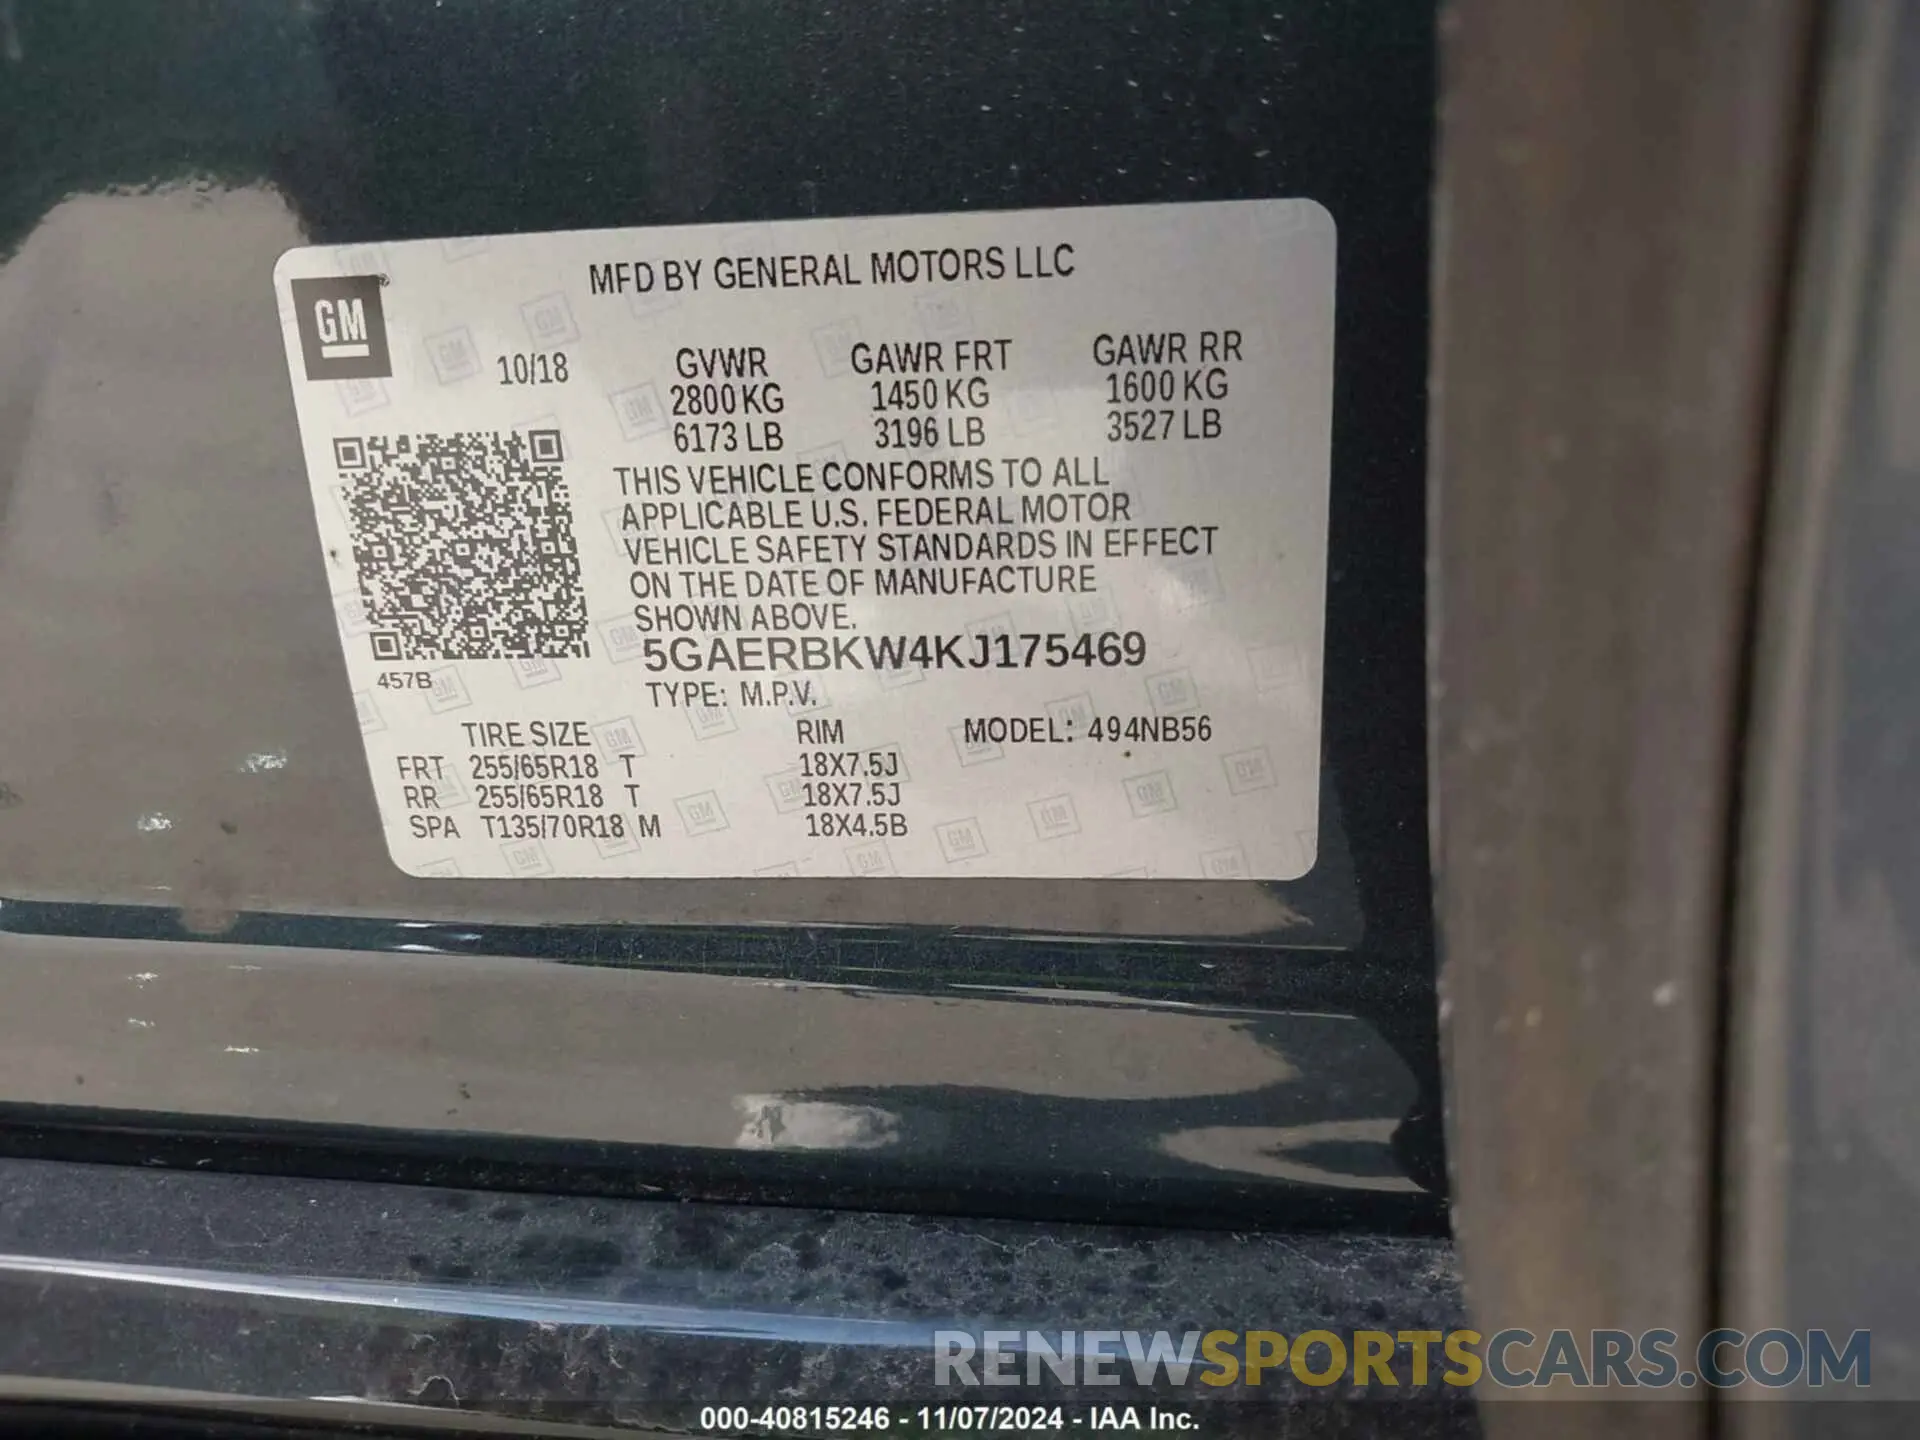 MFD BY GENERAL MOTORS LLC
GM
10/18 GVWR GAWR FRT GAWR RR
2800 KG 1450 KG 1600 KG
6173 LB 3196 LB 3527 LB
THIS VEHICLE CONFORMS TO ALL
APPLICABLE U.S. FEDERAL MOTOR
VEHICLE SAFETY STANDARDS IN EFFECT
ON THE DATE OF MANUFACTURE
SHOWN ABOVE.
5GAERBKW4KJ175469
457B
TYPE: M.P.V.
TIRE SIZE RIM MODEL: 494NB56
FRT 255/65R18 T 18X7.5J
RR 255/65R18 T 18X7.5J
SPA T135/70R18 M 18X4.5B
RENEWSPORTSCARS.COM
000-40815246 - 11/07/2024 - IAA Inc.